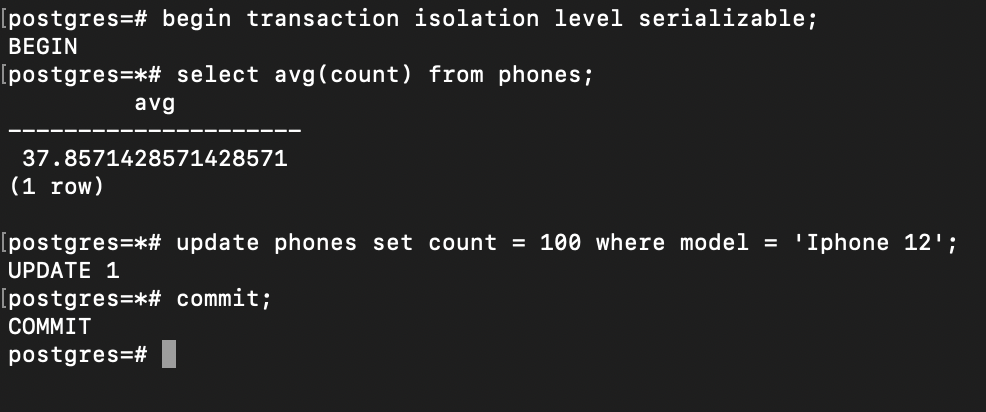 [postgres=# begin transaction isolation level serializable;
BEGIN
[postgres=*# select avg(count) from phones;
avg
---------------------
37.8571428571428571
(1 row)
[postgres=*# update phones set count = 100 where model = 'Iphone 12';
UPDATE 1
[postgres=*# commit;
COMMIT
postgres=#